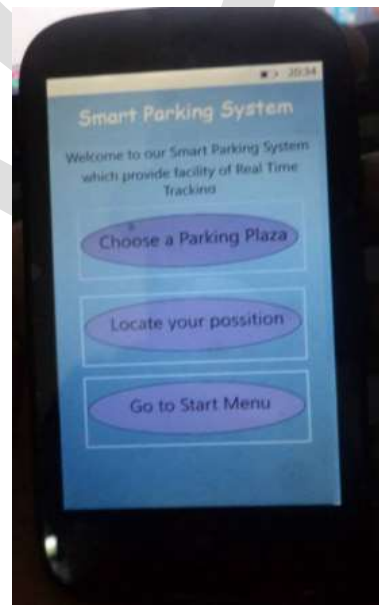 20:34
Smart Parking System
Welcome to our Smart Parking System
which provide facility of Real Time
Tracking
Choose a Parking Plaza
Locate your possition
Go to Start Menu